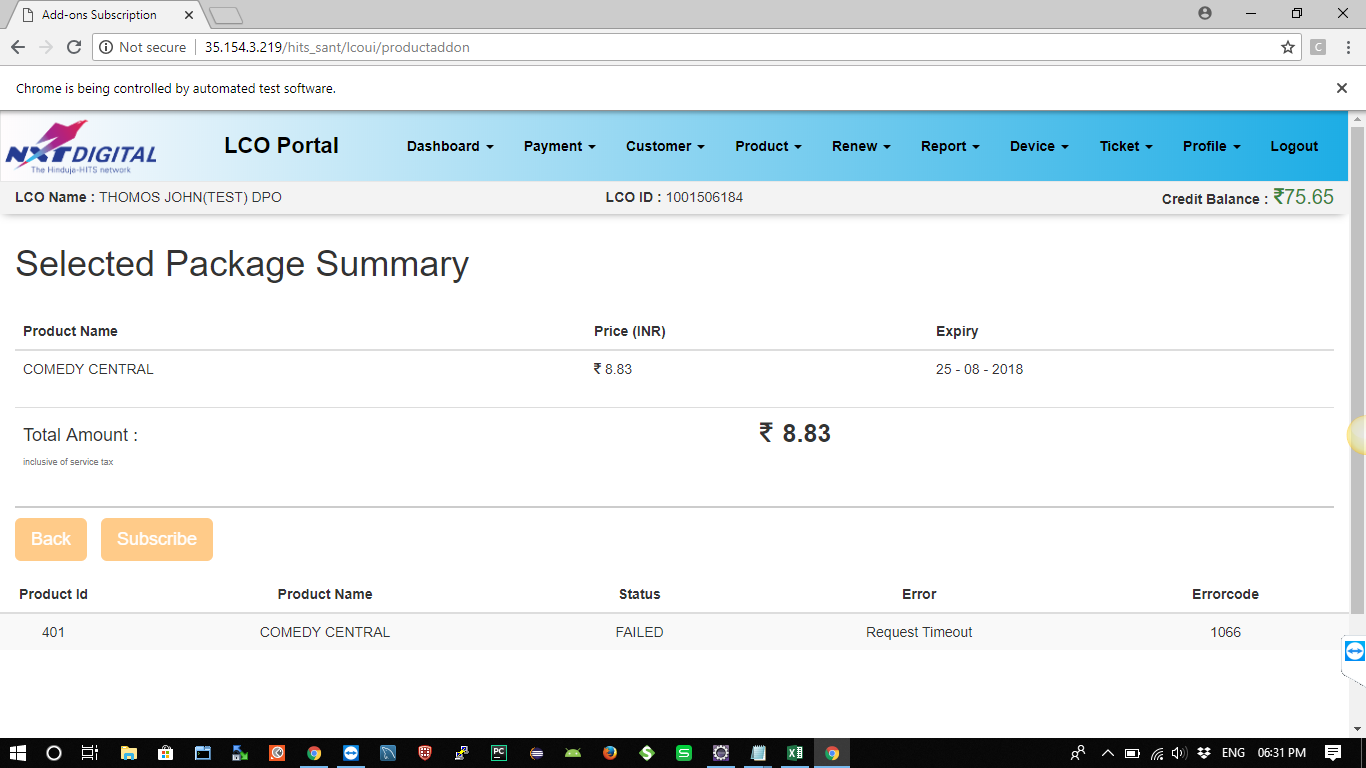 Add-ons Subscription
Not secure 35.154.3.219/hits_sant/lcoui/productaddon
C
Chrome is being controlled by automated test software.
NXT DIGITAL
The Hinduja-HITS network
LCO Portal Dashboard Payment Customer Product Renew Report Device Ticket Profile Logout
LCO Name : THOMOS JOHN(TEST) DPO LCO ID : 1001506184 Credit Balance : ₹75.65
Selected Package Summary
Product Name Price (INR) Expiry
COMEDY CENTRAL ₹ 8.83 25 - 08 - 2018
Total Amount : ₹ 8.83
inclusive of service tax
Back Subscribe
Product Id Product Name Status Error Errorcode
401 COMEDY CENTRAL FAILED Request Timeout 1066
PC S ENG 06:31 PM